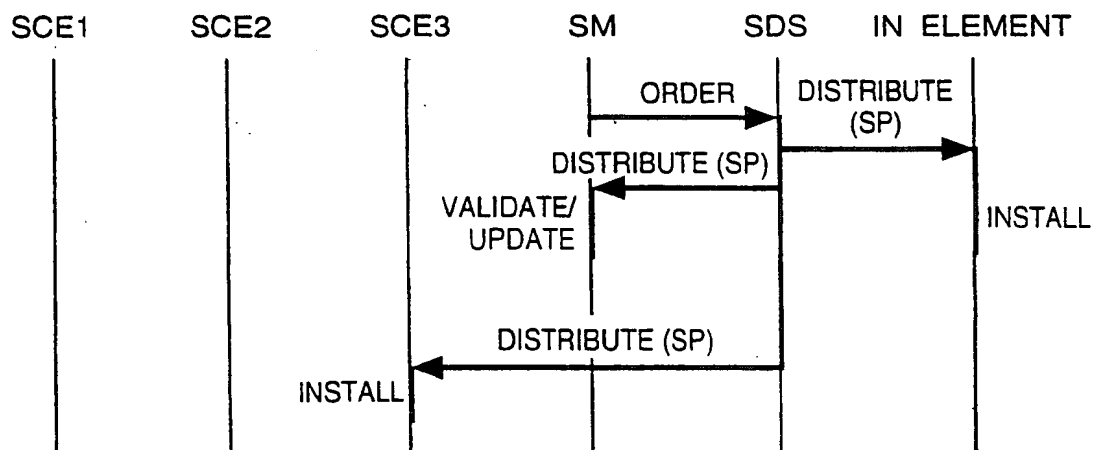 SCE1 SCE2 SCE3 SM SDS IN ELEMENT
ORDER
DISTRIBUTE
(SP)
DISTRIBUTE (SP)
VALIDATE/
UPDATE
INSTALL
DISTRIBUTE (SP)
INSTALL